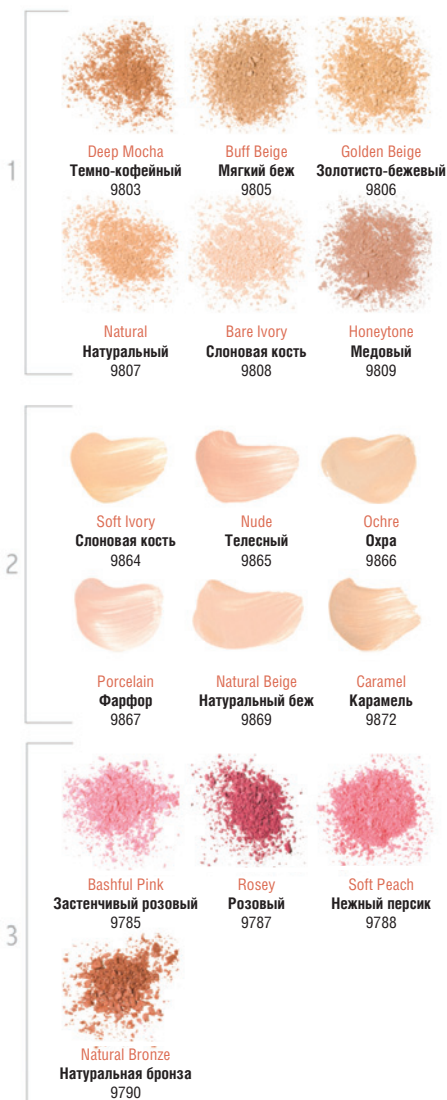 1
Deep Mocha
Темно-кофейный
9803
Buff Beige
Мягкий беж
9805
Golden Beige
Золотисто-бежевый
9806
Natural
Натуральный
9807
Bare Ivory
Слоновая кость
9808
Honeytone
Медовый
9809
2
Soft Ivory
Слоновая кость
9864
Nude
Телесный
9865
Ochre
Охра
9866
Porcelain
Фарфор
9867
Natural Beige
Натуральный беж
9869
Caramel
Карамель
9872
3
Bashful Pink
Застенчивый розовый
9785
Rosey
Розовый
9787
Soft Peach
Нежный персик
9788
Natural Bronze
Натуральная бронза
9790